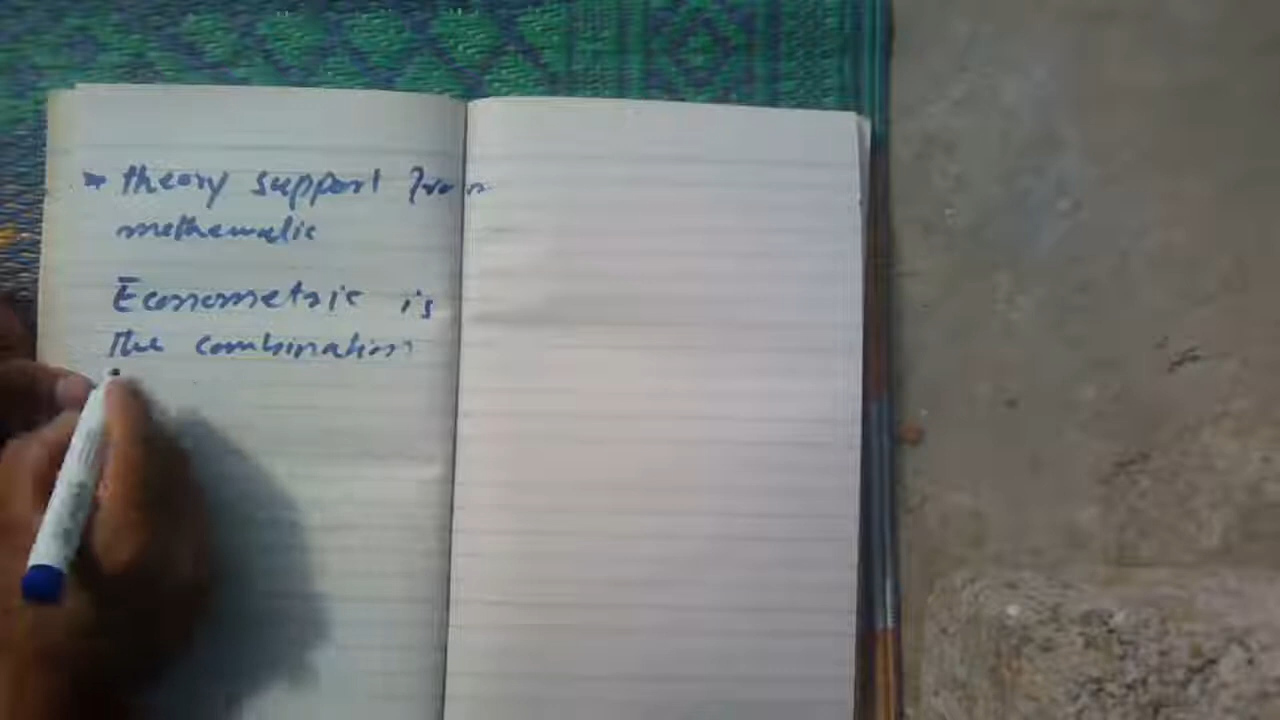 * theory support from
methematic
Econometric is
the combination